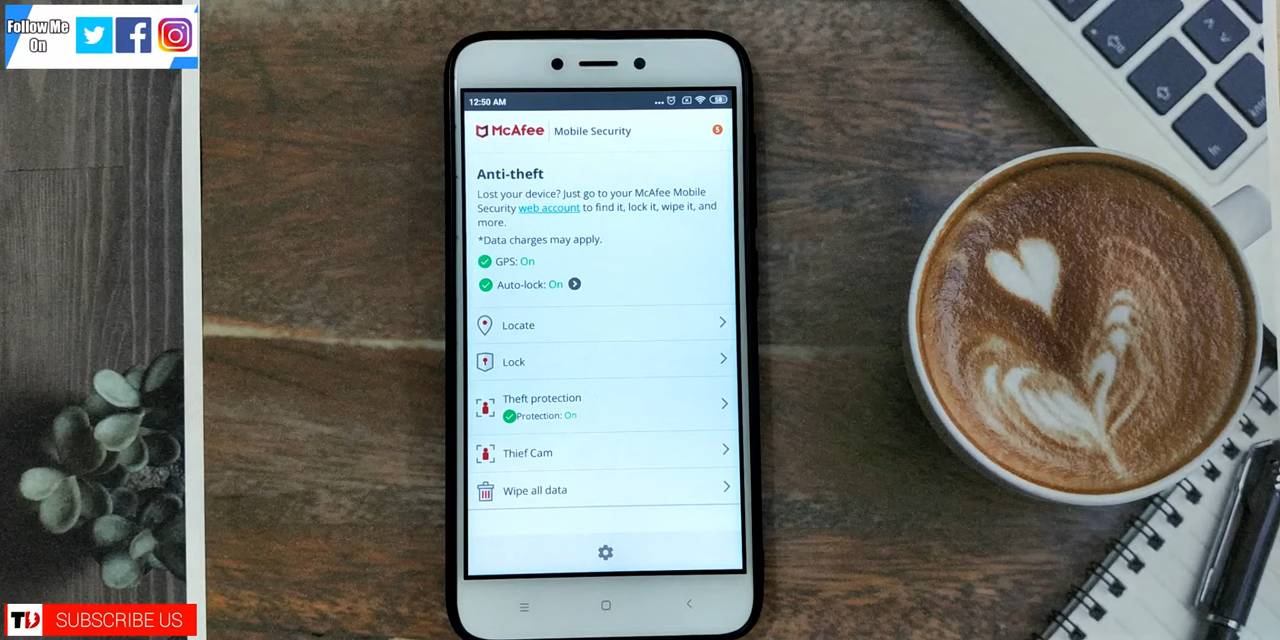 Follow Me
On
12:50 AM
58
McAfee
Mobile Security
5
Anti-theft
Lost your device? Just go to your McAfee Mobile
Security web account to find it, lock it, wipe it, and
more.
*Data charges may apply.
GPS: On
Auto-lock: On
Locate
Lock
Theft protection
Protection: On
Thief Cam
Wipe all data
SUBSCRIBE US